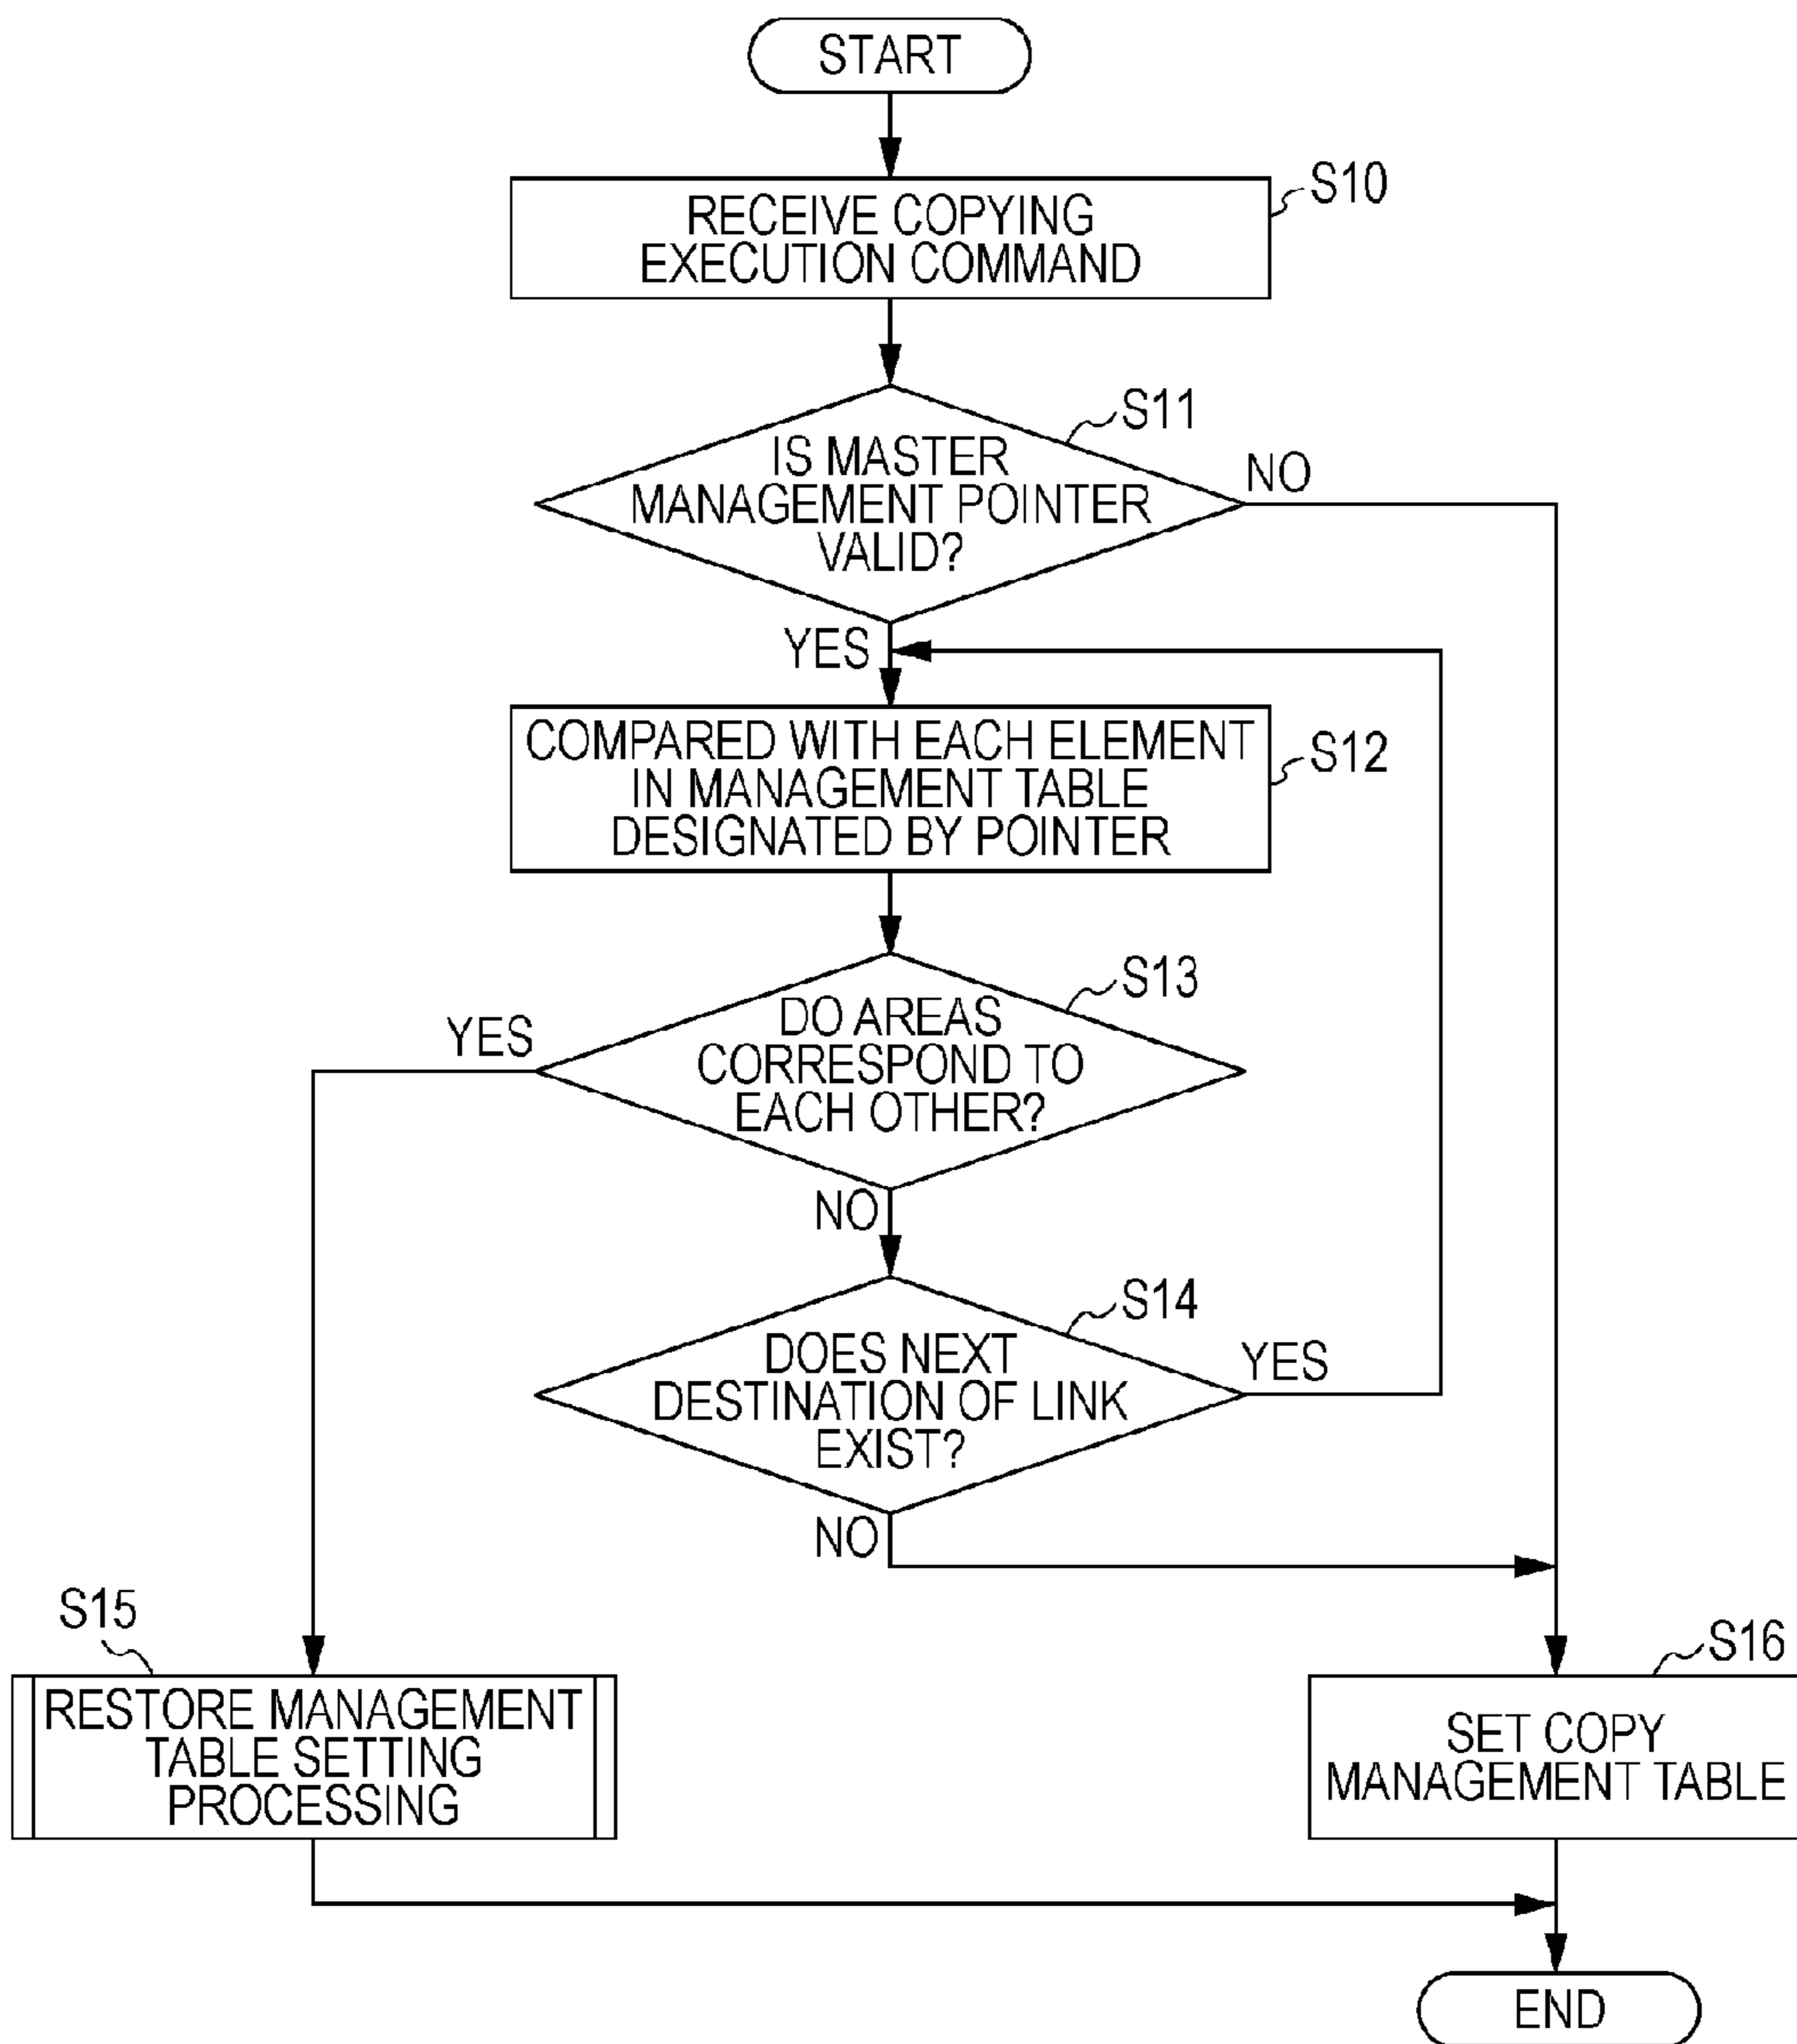 START
S10
RECEIVE COPYING
EXECUTION COMMAND
S11
IS MASTER
MANAGEMENT POINTER
VALID?
NO
YES
COMPARED WITH EACH ELEMENT
IN MANAGEMENT TABLE
DESIGNATED BY POINTER
S12
S13
DO AREAS
CORRESPOND TO
EACH OTHER?
YES
NO
S14
DOES NEXT
DESTINATION OF LINK
EXIST?
YES
NO
S15
RESTORE MANAGEMENT
TABLE SETTING
PROCESSING
S16
SET COPY
MANAGEMENT TABLE
END